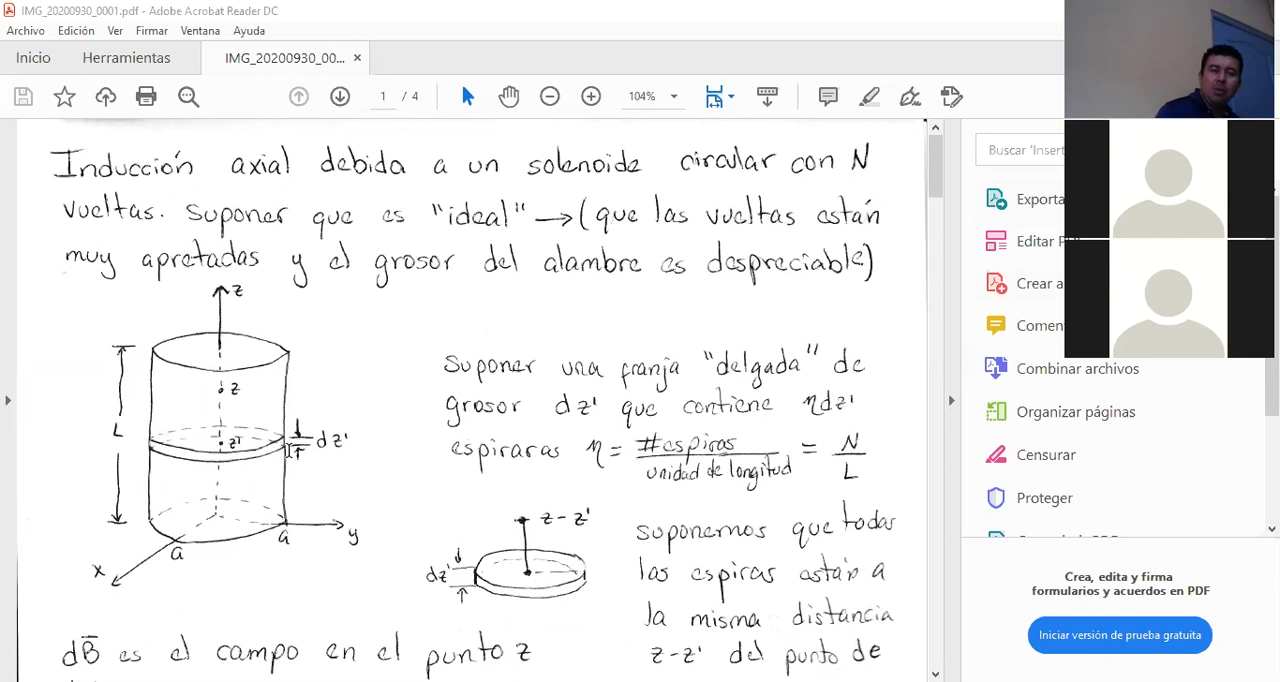 IMG_20200930_0001.pdf - Adobe Acrobat Reader DC
Archivo Edición Ver Firmar Ventana Ayuda
Inicio Herramientas IMG_20200930_00... ×
1 / 4 104%
Inducción axial debida a un solenoide circular con N
vueltas. Suponer que es "ideal" → (que las vueltas están
muy apretadas y el grosor del alambre es despreciable)
z
L
z
z'
dz'
a
a
y
x
Suponer una franja "delgada" de
grosor dz' que contiene ηdz'
espiraras η = #espiras / unidad de longitud = N / L
z-z'
dz'
suponemos que todas
las espiras están a
la misma distancia
z-z' del punto de
dB̄ es el campo en el punto z
Buscar 'Insert
Exporta
Editar P
Crear a
Comen
Combinar archivos
Organizar páginas
Censurar
Proteger
Crea, edita y firma
formularios y acuerdos en PDF
Iniciar versión de prueba gratuita